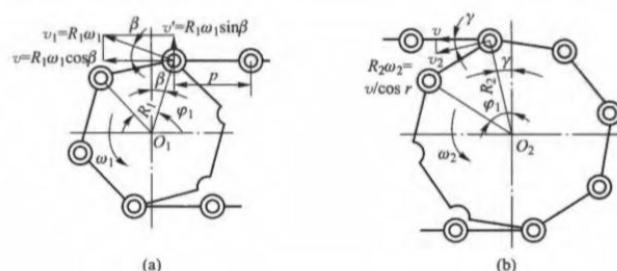 v₁=R₁ω₁
β
v'=R₁ω₁sinβ
v=R₁ω₁cosβ
β
p
R₁
φ₁
O₁
ω₁
(a)
v
γ
v₂
R₂ω₂=
v/cos r
R₂
γ
φ₁
O₂
ω₂
(b)